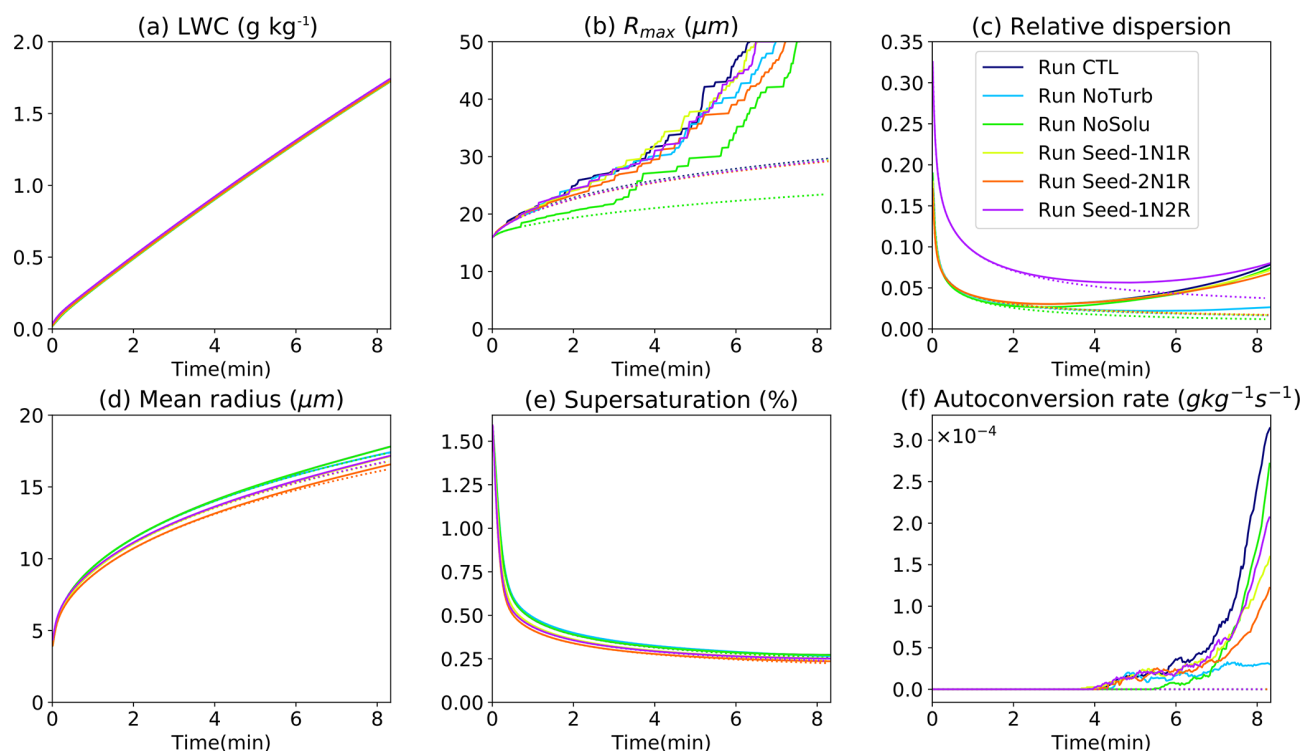 (a) LWC (g kg⁻¹)
2.0
1.5
1.0
0.5
0.0
0 2 4 6 8
Time(min)
(b) Rmax (μm)
50
40
30
20
10
0
0 2 4 6 8
Time(min)
(c) Relative dispersion
0.35
0.30
0.25
0.20
0.15
0.10
0.05
0.00
Run CTL
Run NoTurb
Run NoSolu
Run Seed-1N1R
Run Seed-2N1R
Run Seed-1N2R
0 2 4 6 8
Time(min)
(d) Mean radius (μm)
20
15
10
5
0
0 2 4 6 8
Time(min)
(e) Supersaturation (%)
1.50
1.25
1.00
0.75
0.50
0.25
0.00
0 2 4 6 8
Time(min)
(f) Autoconversion rate (gkg⁻¹s⁻¹)
×10⁻⁴
3.0
2.5
2.0
1.5
1.0
0.5
0.0
0 2 4 6 8
Time(min)